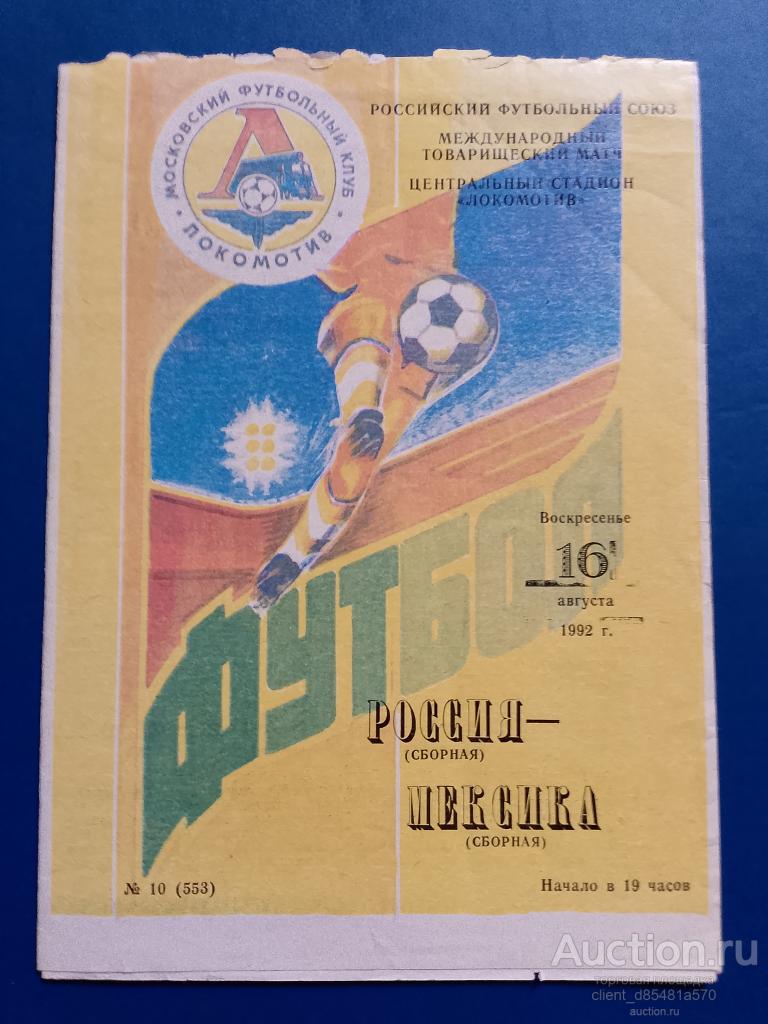 МОСКОВСКИЙ ФУТБОЛЬНЫЙ КЛУБ
• ЛОКОМОТИВ •
РОССИЙСКИЙ ФУТБОЛЬНЫЙ СОЮЗ
МЕЖДУНАРОДНЫЙ
ТОВАРИЩЕСКИЙ МАТЧ
ЦЕНТРАЛЬНЫЙ СТАДИОН
«ЛОКОМОТИВ»
ФУТБОЛ
Воскресенье
16
августа
1992 г.
РОССИЯ—
(СБОРНАЯ)
МЕКСИКА
(СБОРНАЯ)
№ 10 (553)
Начало в 19 часов
Auction.ru
торговая площадка
client_d85481a570
auction.ru